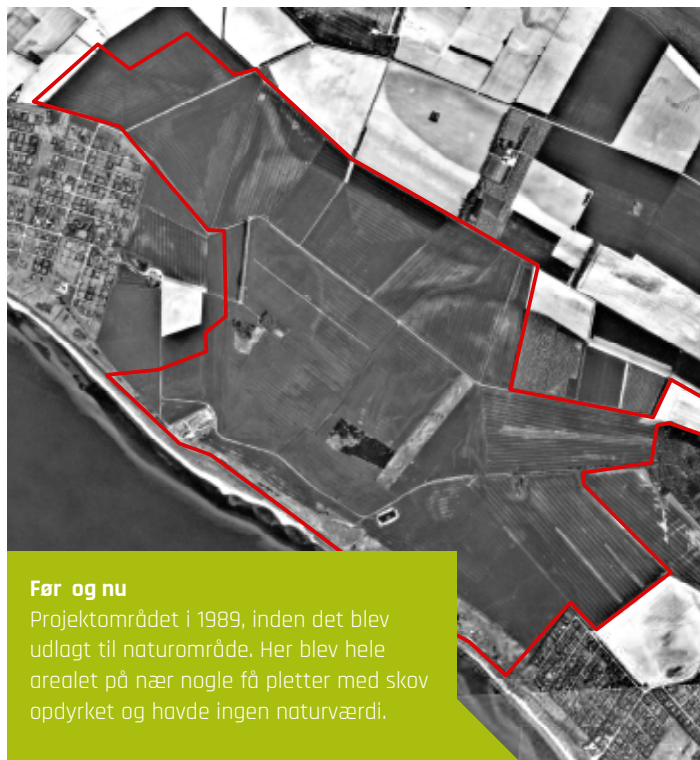 Før og nu
Projektområdet i 1989, inden det blev
udlagt til naturområde. Her blev hele
arealet på nær nogle få pletter med skov
opdyrket og havde ingen naturværdi.